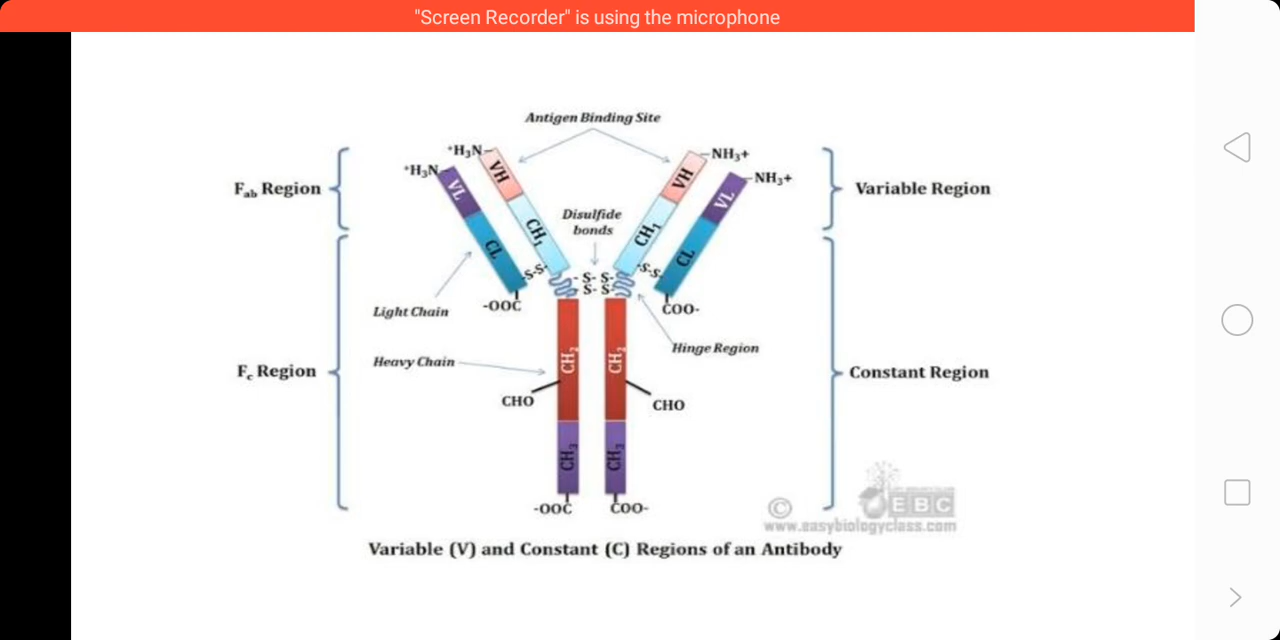 "Screen Recorder" is using the microphone
Antigen Binding Site
⁺H₃N
NH₃+
⁺H₃N
NH₃+
VH
VH
VL
VL
Fab Region
Variable Region
Disulfide
bonds
CH₁
CH₁
CL
CL
-S-S-
- S- S-
S- S-
-S-S-
Light Chain
-OOC
COO-
Hinge Region
Heavy Chain
CH₂
CH₂
Fc Region
Constant Region
CHO
CHO
CH₃
CH₃
-OOC
COO-
©
EBC
www.easybiologyclass.com
Variable (V) and Constant (C) Regions of an Antibody